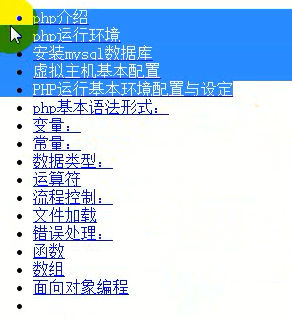 php介绍
php运行环境
安装mysql数据库
虚拟主机基本配置
PHP运行基本环境配置与设定
php基本语法形式：
变量：
常量：
数据类型：
运算符
流程控制：
文件加载
错误处理：
函数
数组
面向对象编程